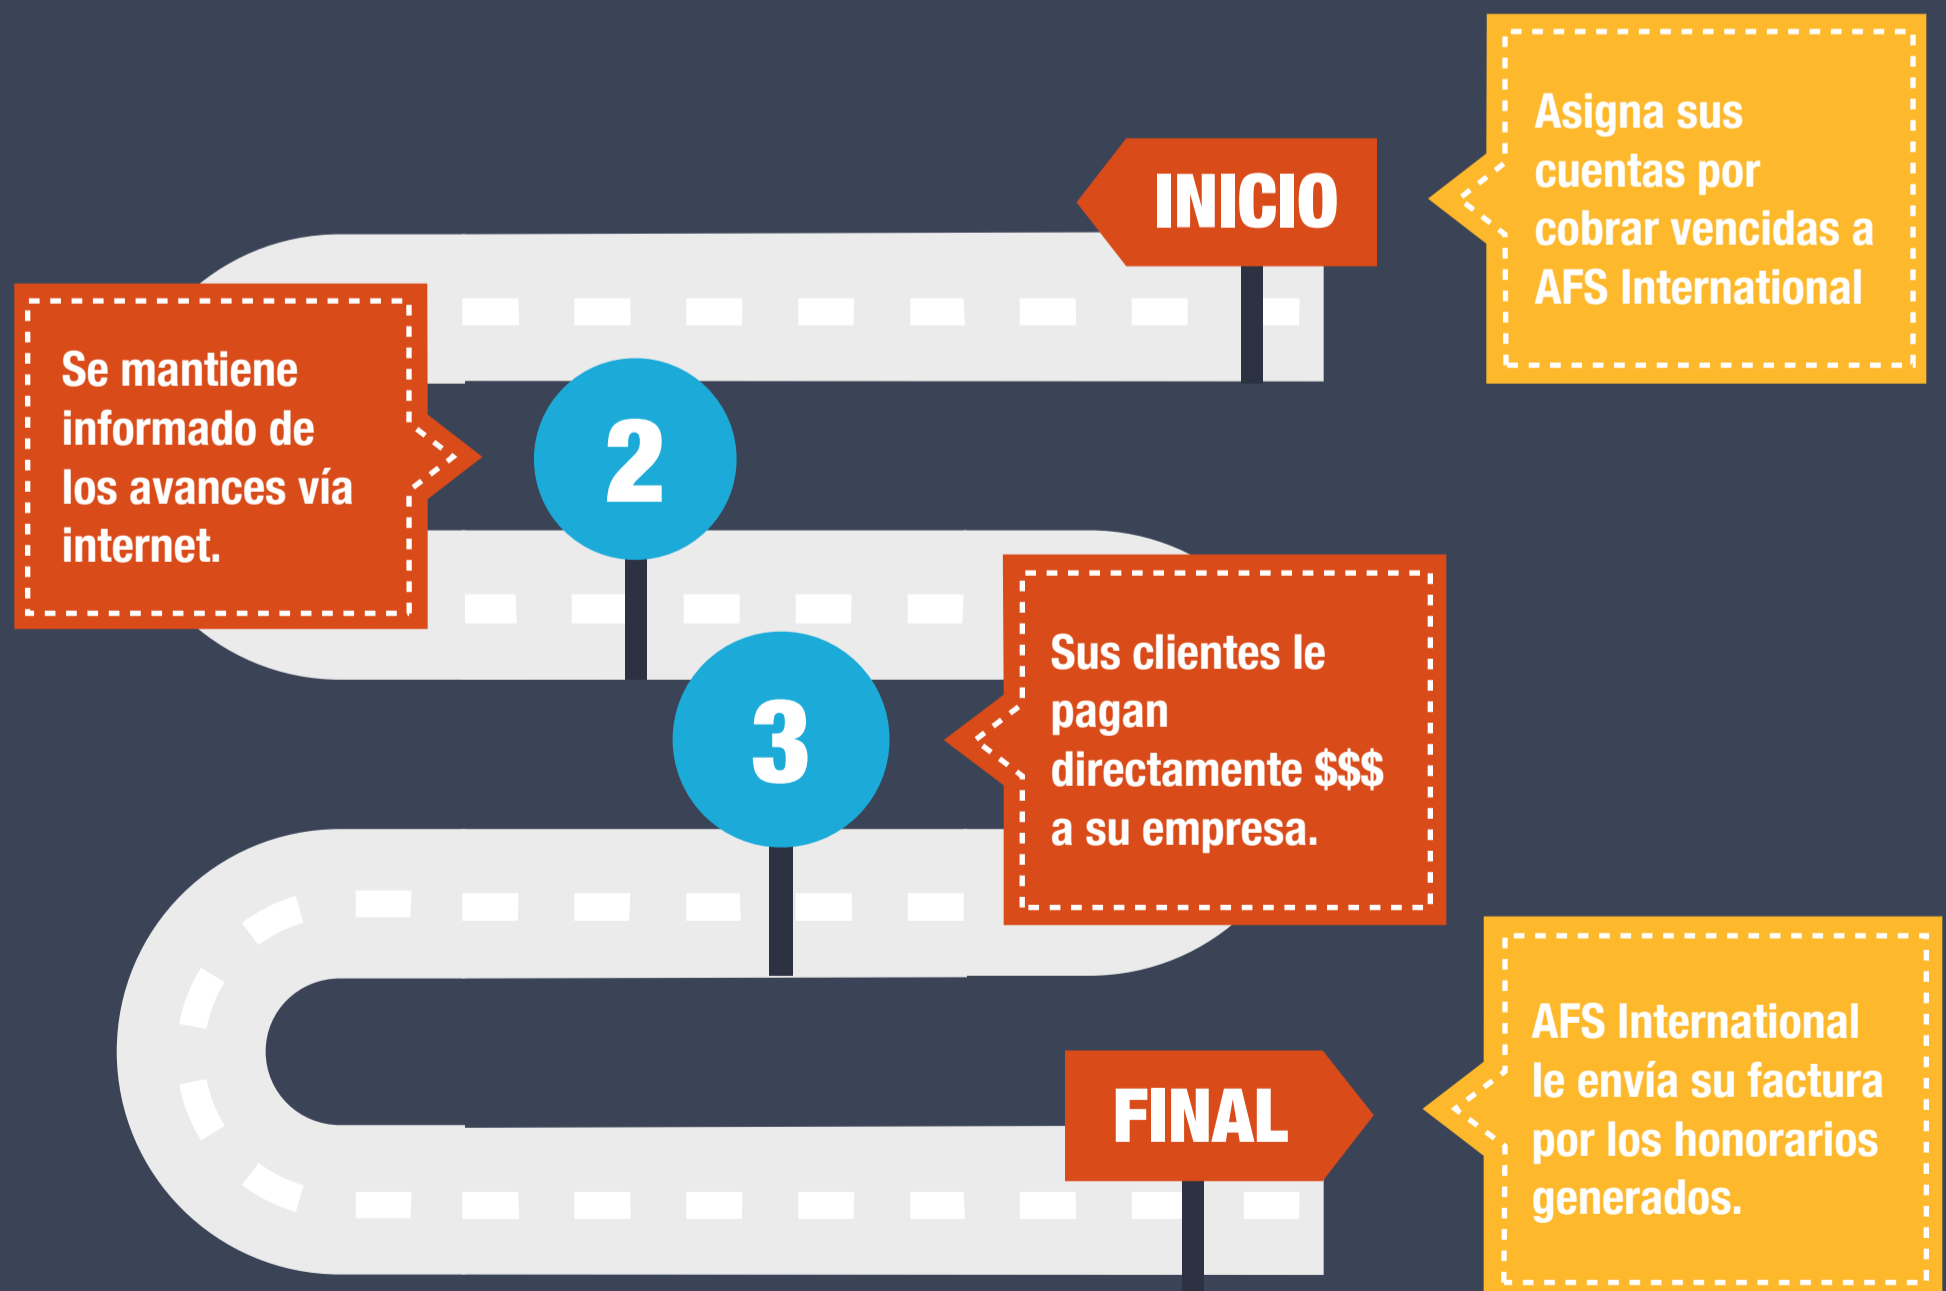 INICIO
Asigna sus
cuentas por
cobrar vencidas a
AFS International
Se mantiene
informado de
los avances vía
internet.
2
3
Sus clientes le
pagan
directamente $$$
a su empresa.
FINAL
AFS International
le envía su factura
por los honorarios
generados.